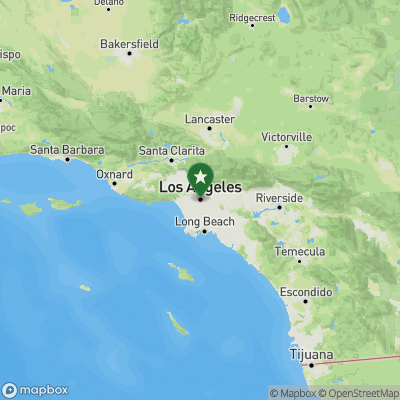 Delano
Ridgecrest
Bakersfield
ispo
Maria
Barstow
Lancaster
poc
Victorville
Santa Barbara
Santa Clarita
Oxnard
Los Angeles
Riverside
Long Beach
Temecula
Escondido
Tijuana
mapbox
© Mapbox © OpenStreetMap